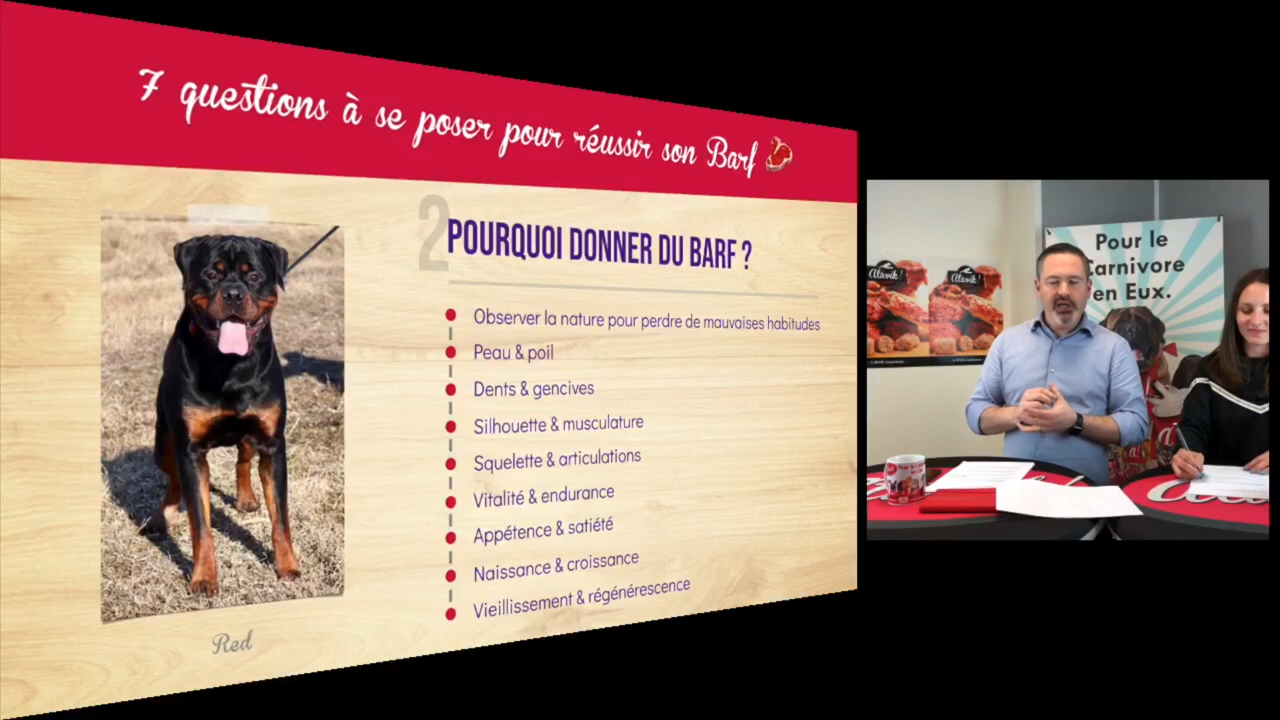 7 questions à se poser pour réussir son Barf
2
POURQUOI DONNER DU BARF ?
Observer la nature pour perdre de mauvaises habitudes
Peau & poil
Dents & gencives
Silhouette & musculature
Squelette & articulations
Vitalité & endurance
Appétence & satiété
Naissance & croissance
Vieillissement & régénérescence
Red
Atavik!
Atavik!
Pour le
Carnivore
en Eux.